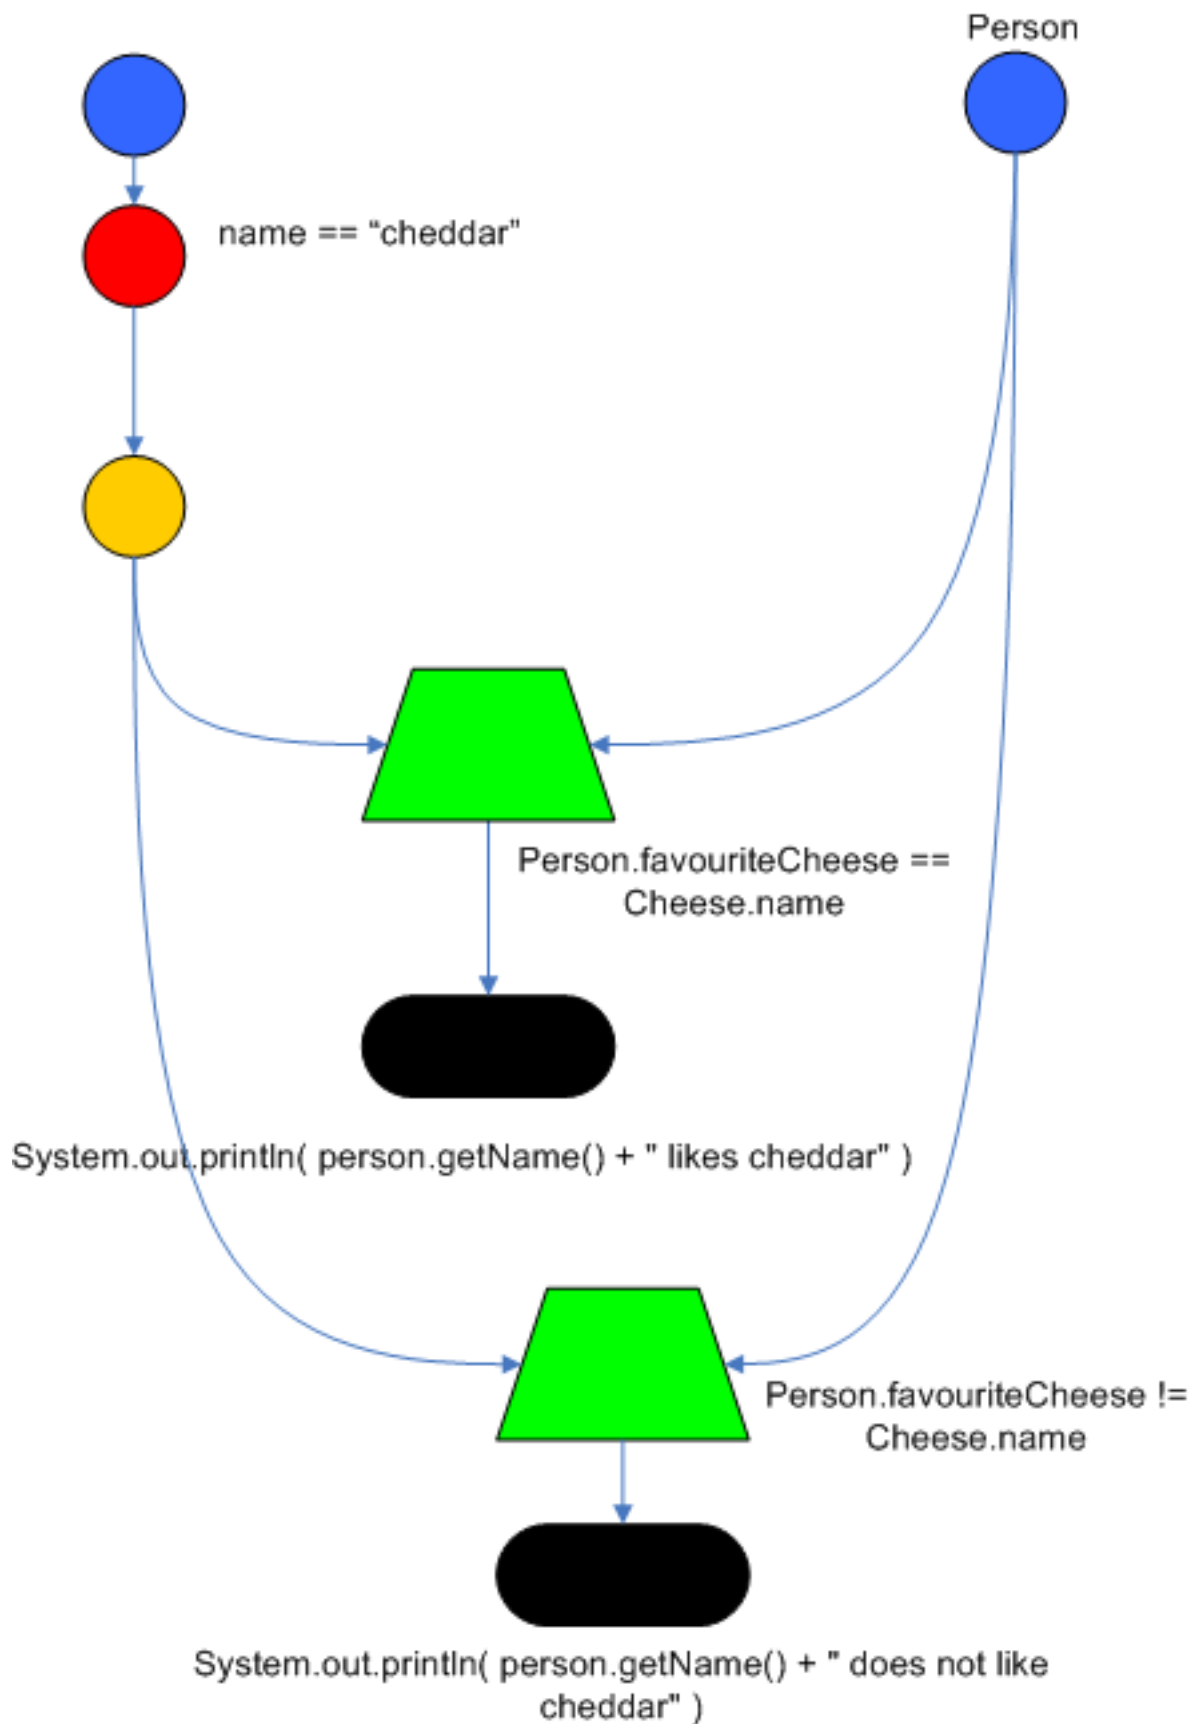 Person
name == “cheddar”
Person.favouriteCheese ==
Cheese.name
System.out.println( person.getName() + " likes cheddar" )
Person.favouriteCheese !=
Cheese.name
System.out.println( person.getName() + " does not like
cheddar" )